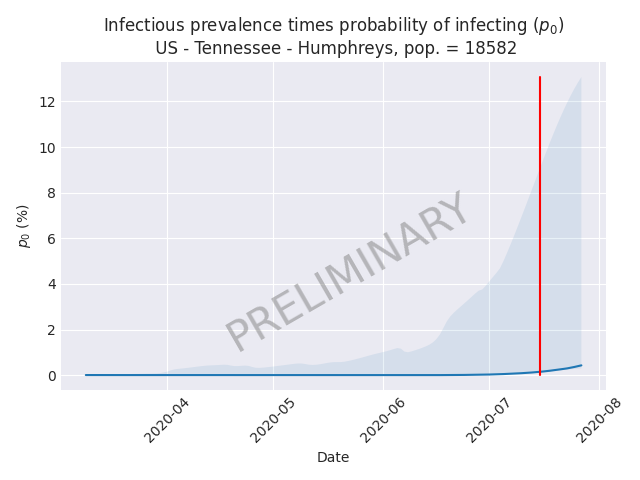 Infectious prevalence times probability of infecting (p₀)
US - Tennessee - Humphreys, pop. = 18582
12
10
8
6
4
2
0
p₀ (%)
PRELIMINARY
2020-04
2020-05
2020-06
2020-07
2020-08
Date